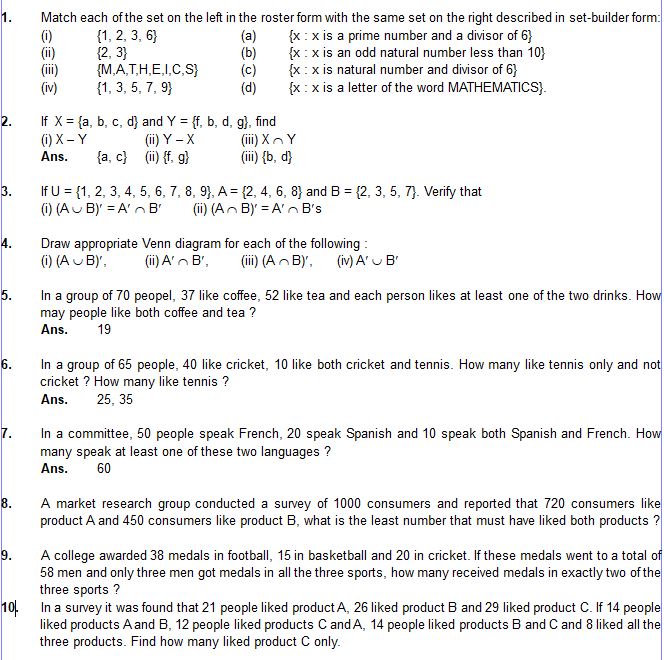 1. Match each of the set on the left in the roster form with the same set on the right described in set-builder form:
(i) {1, 2, 3, 6} (a) {x : x is a prime number and a divisor of 6}
(ii) {2, 3} (b) {x : x is an odd natural number less than 10}
(iii) {M,A,T,H,E,I,C,S} (c) {x : x is natural number and divisor of 6}
(iv) {1, 3, 5, 7, 9} (d) {x : x is a letter of the word MATHEMATICS}.
2. If X = {a, b, c, d} and Y = {f, b, d, g}, find
(i) X – Y (ii) Y – X (iii) X ∩ Y
Ans. {a, c} (ii) {f, g} (iii) {b, d}
3. If U = {1, 2, 3, 4, 5, 6, 7, 8, 9}, A = {2, 4, 6, 8} and B = {2, 3, 5, 7}. Verify that
(i) (A ∪ B)′ = A′ ∩ B′ (ii) (A ∩ B)′ = A′ ∩ B's
4. Draw appropriate Venn diagram for each of the following :
(i) (A ∪ B)′, (ii) A′ ∩ B′, (iii) (A ∩ B)′, (iv) A′ ∪ B′
5. In a group of 70 peopel, 37 like coffee, 52 like tea and each person likes at least one of the two drinks. How
may people like both coffee and tea ?
Ans. 19
6. In a group of 65 people, 40 like cricket, 10 like both cricket and tennis. How many like tennis only and not
cricket ? How many like tennis ?
Ans. 25, 35
7. In a committee, 50 people speak French, 20 speak Spanish and 10 speak both Spanish and French. How
many speak at least one of these two languages ?
Ans. 60
8. A market research group conducted a survey of 1000 consumers and reported that 720 consumers like
product A and 450 consumers like product B, what is the least number that must have liked both products ?
9. A college awarded 38 medals in football, 15 in basketball and 20 in cricket. If these medals went to a total of
58 men and only three men got medals in all the three sports, how many received medals in exactly two of the
three sports ?
10. In a survey it was found that 21 people liked product A, 26 liked product B and 29 liked product C. If 14 people
liked products A and B, 12 people liked products C and A, 14 people liked products B and C and 8 liked all the
three products. Find how many liked product C only.